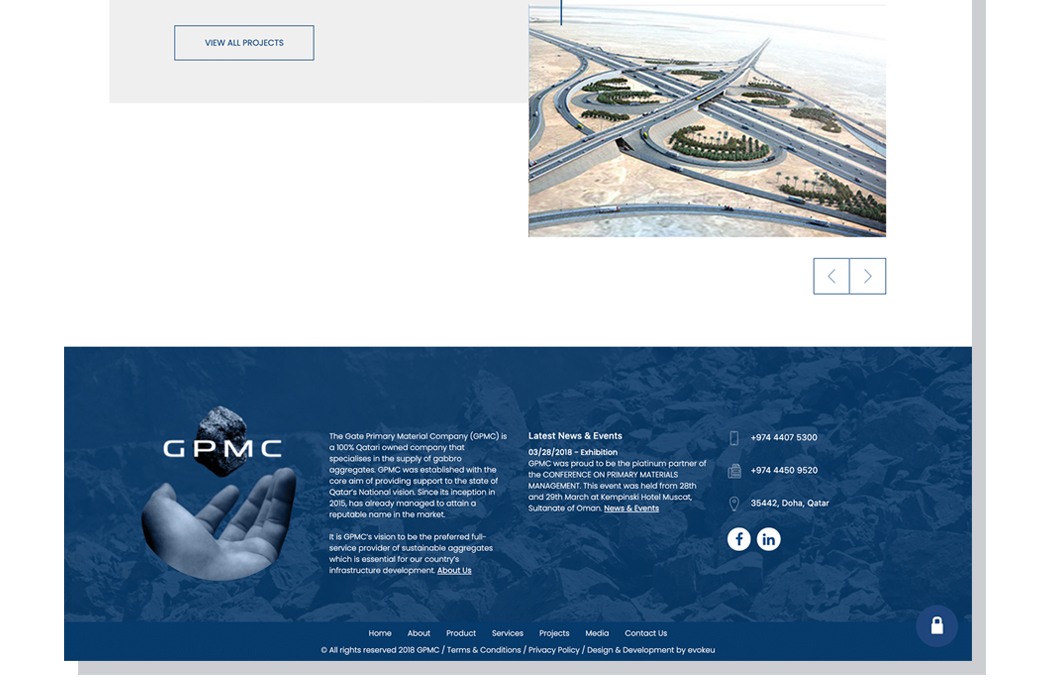 VIEW ALL PROJECTS
GPMC
The Gate Primary Material Company (GPMC) is
a 100% Qatari owned company that
specialises in the supply of gabbro
aggregates. GPMC was established with the
core aim of providing support to the state of
Qatar's National vision. Since its inception in
2015, has already managed to attain a
reputable name in the market.
It is GPMC's vision to be the preferred full-
service provider of sustainable aggregates
which is essential for our country's
infrastructure development. About Us
Latest News & Events
03/28/2018 - Exhibition
GPMC was proud to be the platinum partner of
the CONFERENCE ON PRIMARY MATERIALS
MANAGEMENT. This event was held from 28th
and 29th March at Kempinski Hotel Muscat,
Sultanate of Oman. News & Events
+974 4407 5300
+974 4450 9520
35442, Doha, Qatar
f
in
Home About Product Services Projects Media Contact Us
© All rights reserved 2018 GPMC / Terms & Conditions / Privacy Policy / Design & Development by evokeu